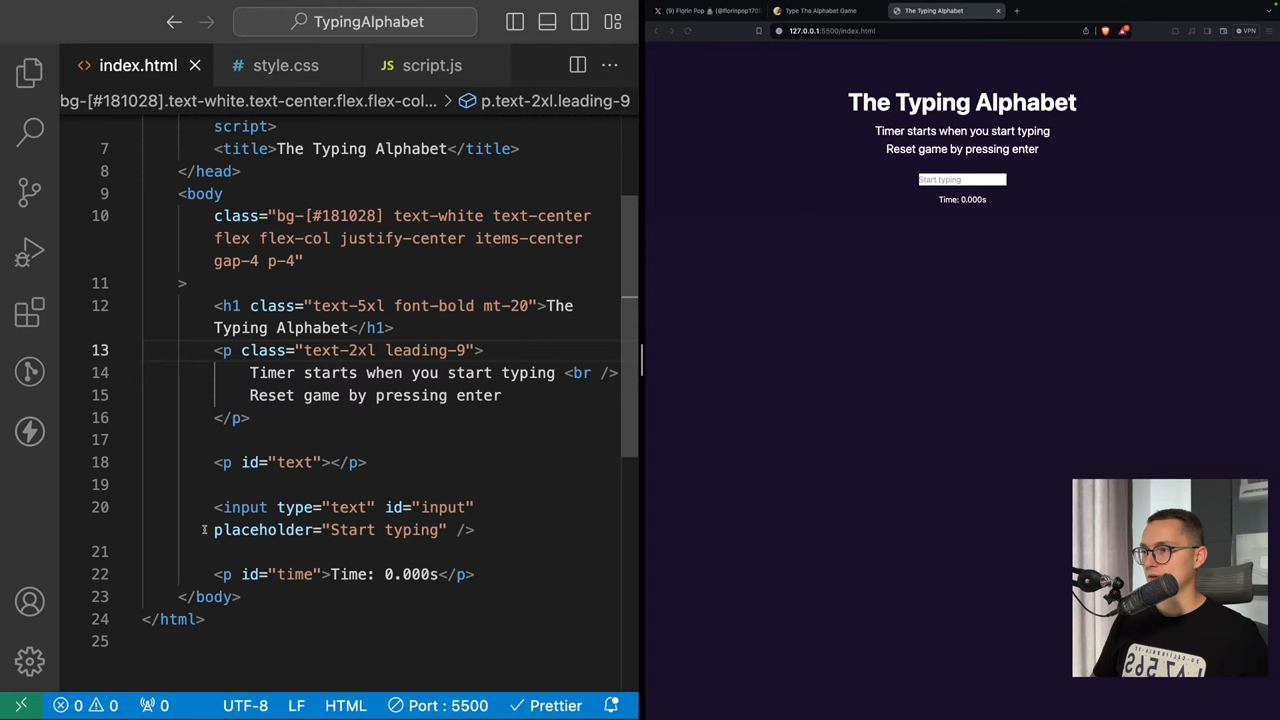 TypingAlphabet
index.html
style.css
JS script.js
bg-[#181028].text-white.text-center.flex.flex-col... > p.text-2xl.leading-9
script>
7 <title>The Typing Alphabet</title>
8 </head>
9 <body
10 class="bg-[#181028] text-white text-center
flex flex-col justify-center items-center
gap-4 p-4"
11 >
12 <h1 class="text-5xl font-bold mt-20">The
Typing Alphabet</h1>
13 <p class="text-2xl leading-9">
14 Timer starts when you start typing <br />
15 Reset game by pressing enter
16 </p>
17
18 <p id="text"></p>
19
20 <input type="text" id="input"
placeholder="Start typing" />
21
22 <p id="time">Time: 0.000s</p>
23 </body>
24 </html>
25
0 0 0 UTF-8 LF HTML Port : 5500 Prettier
Type The Alphabet Game
The Typing Alphabet
127.0.0.1:5500/index.html
VPN
The Typing Alphabet
Timer starts when you start typing
Reset game by pressing enter
Start typing
Time: 0.000s